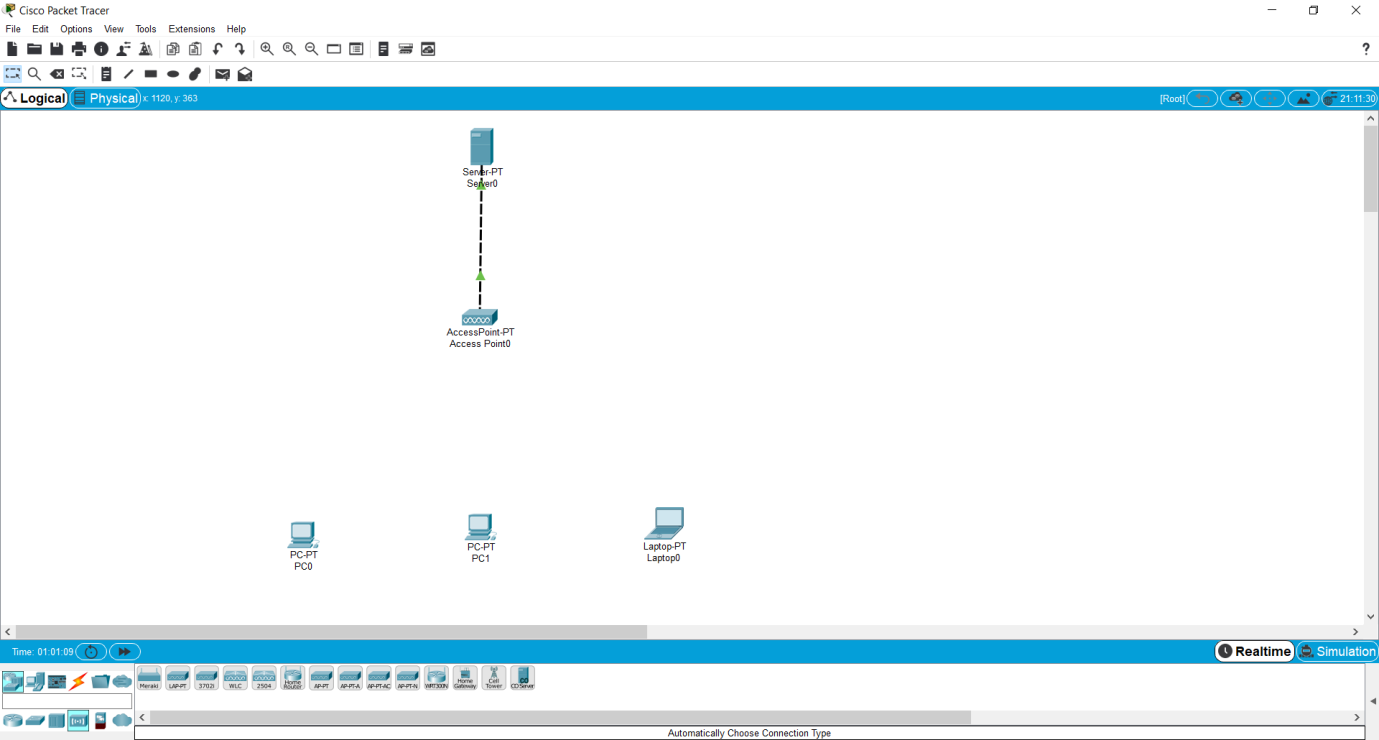 Cisco Packet Tracer
File Edit Options View Tools Extensions Help
?
Logical Physical x: 1120, y: 363 [Root] 21:11:30
Server-PT
Server0
AccessPoint-PT
Access Point0
PC-PT
PC0
PC-PT
PC1
Laptop-PT
Laptop0
Time: 01:01:09 Realtime Simulation
Meraki LAP-PT 3702i WLC 2504 Home Router AP-PT AP-PT-A AP-PT-AC AP-PT-N WRT300N Home Gateway Cell Tower CO Server
Automatically Choose Connection Type